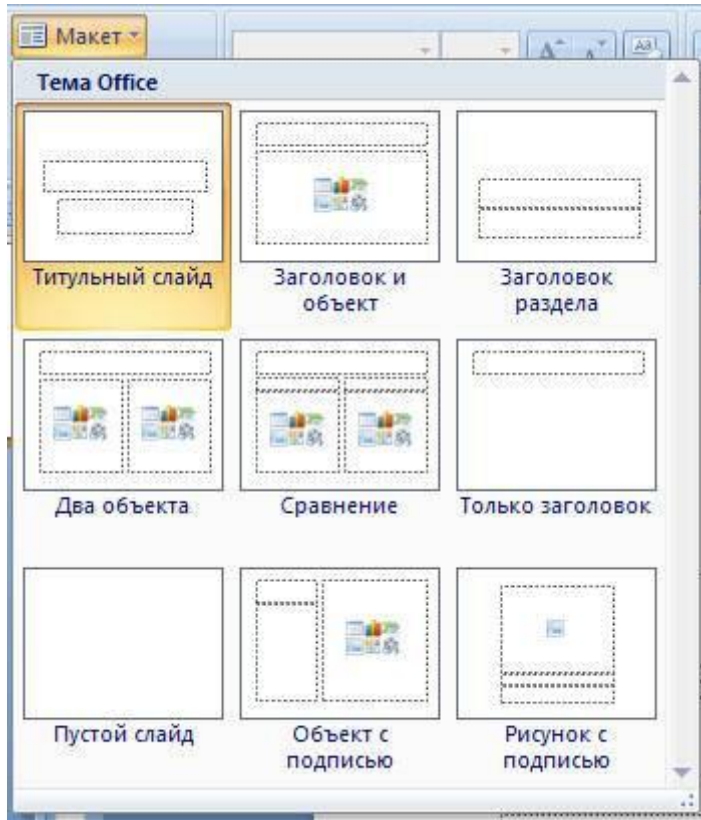 Макет
Тема Office
Титульный слайд
Заголовок и
объект
Заголовок
раздела
Два объекта
Сравнение
Только заголовок
Пустой слайд
Объект с
подписью
Рисунок с
подписью